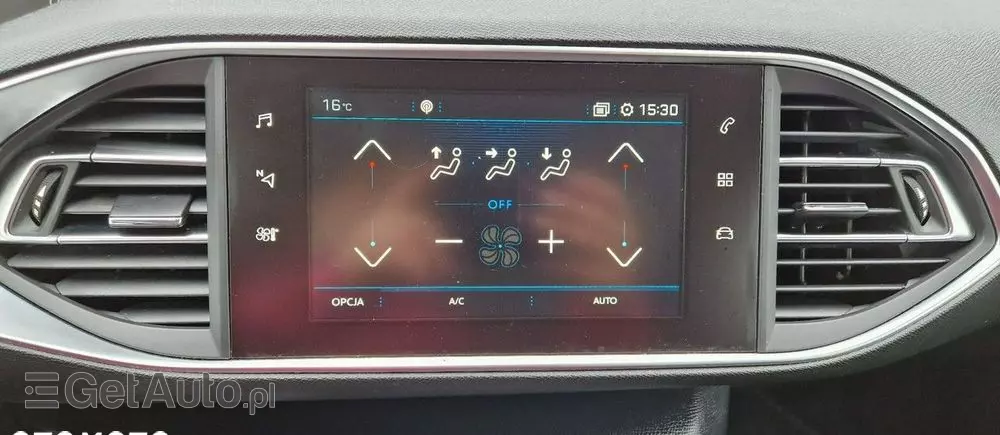 16°C
15:30
N
OFF
OPCJA A/C AUTO
GetAuto.pl